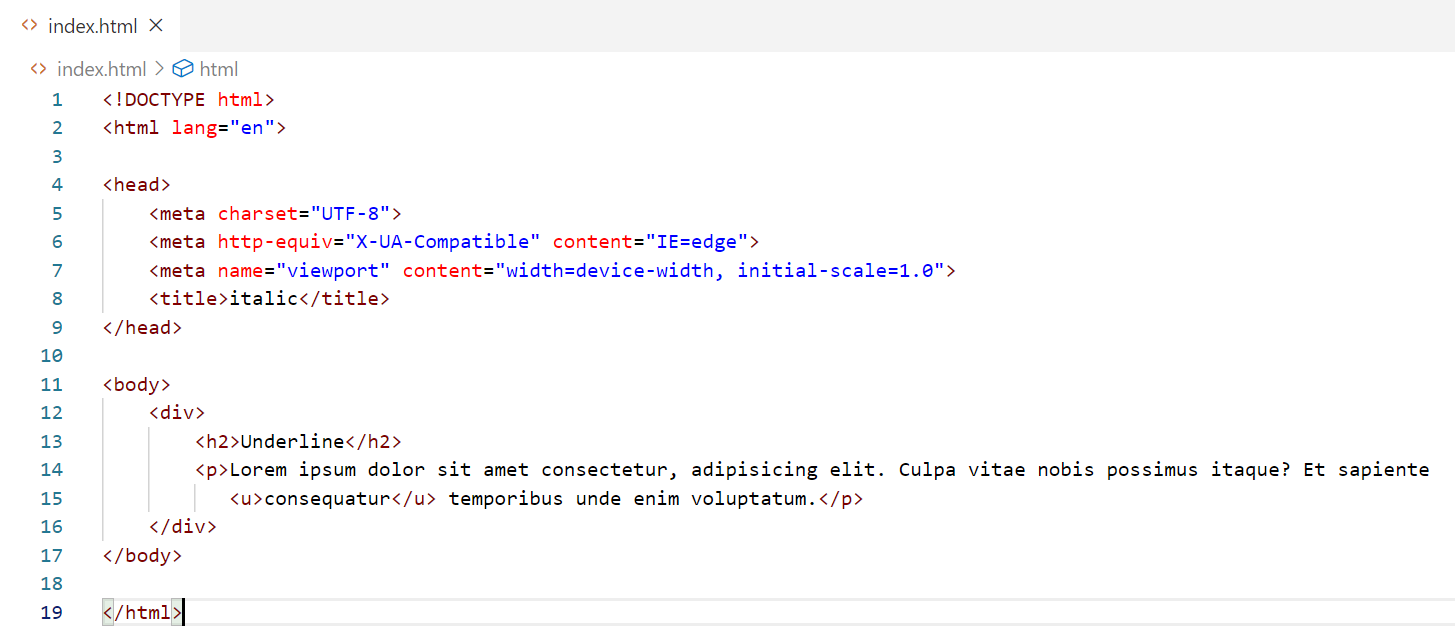 <> index.html ×
<> index.html > html
1 <!DOCTYPE html>
2 <html lang="en">
3
4 <head>
5     <meta charset="UTF-8">
6     <meta http-equiv="X-UA-Compatible" content="IE=edge">
7     <meta name="viewport" content="width=device-width, initial-scale=1.0">
8     <title>italic</title>
9 </head>
10
11 <body>
12     <div>
13         <h2>Underline</h2>
14         <p>Lorem ipsum dolor sit amet consectetur, adipisicing elit. Culpa vitae nobis possimus itaque? Et sapiente
15            <u>consequatur</u> temporibus unde enim voluptatum.</p>
16     </div>
17 </body>
18
19 </html>